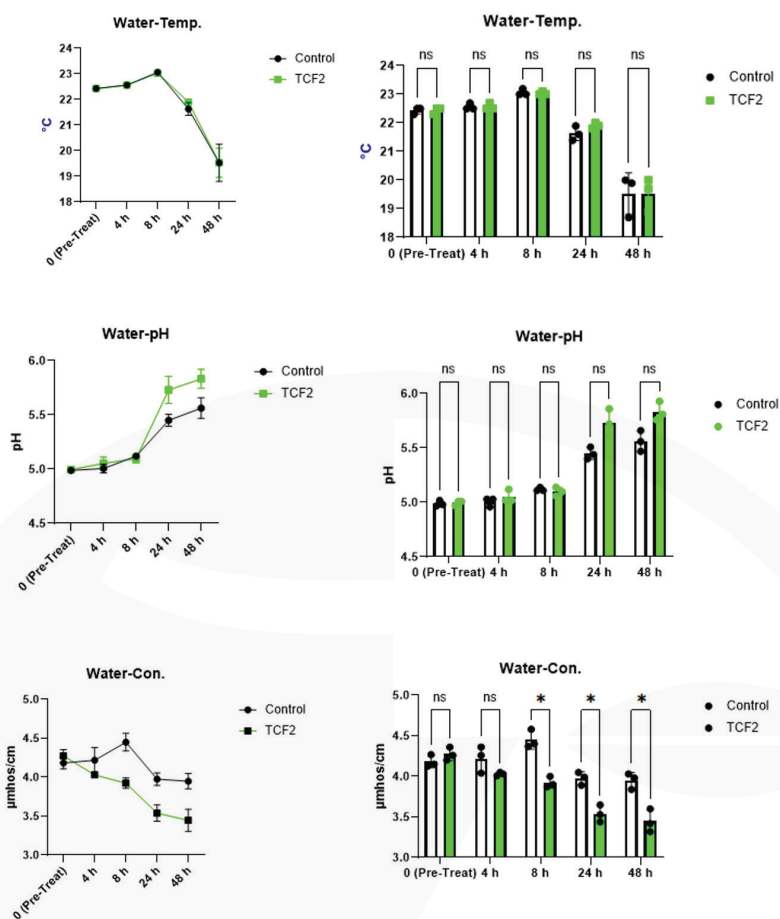 Water-Temp.
24
23
22
21
20
19
18
°C
0 (Pre-Treat)
4 h
8 h
24 h
48 h
Control
TCF2
Water-Temp.
24
23
22
21
20
19
18
°C
ns
ns
ns
ns
ns
0 (Pre-Treat)
4 h
8 h
24 h
48 h
Control
TCF2
Water-pH
6.0
5.5
5.0
4.5
pH
0 (Pre-Treat)
4 h
8 h
24 h
48 h
Control
TCF2
Water-pH
6.0
5.5
5.0
4.5
pH
ns
ns
ns
ns
ns
0 (Pre-Treat)
4 h
8 h
24 h
48 h
Control
TCF2
Water-Con.
5.0
4.5
4.0
3.5
3.0
µmhos/cm
0 (Pre-Treat)
4 h
8 h
24 h
48 h
Control
TCF2
Water-Con.
5.0
4.5
4.0
3.5
3.0
µmhos/cm
ns
ns
*
*
*
0 (Pre-Treat)
4 h
8 h
24 h
48 h
Control
TCF2